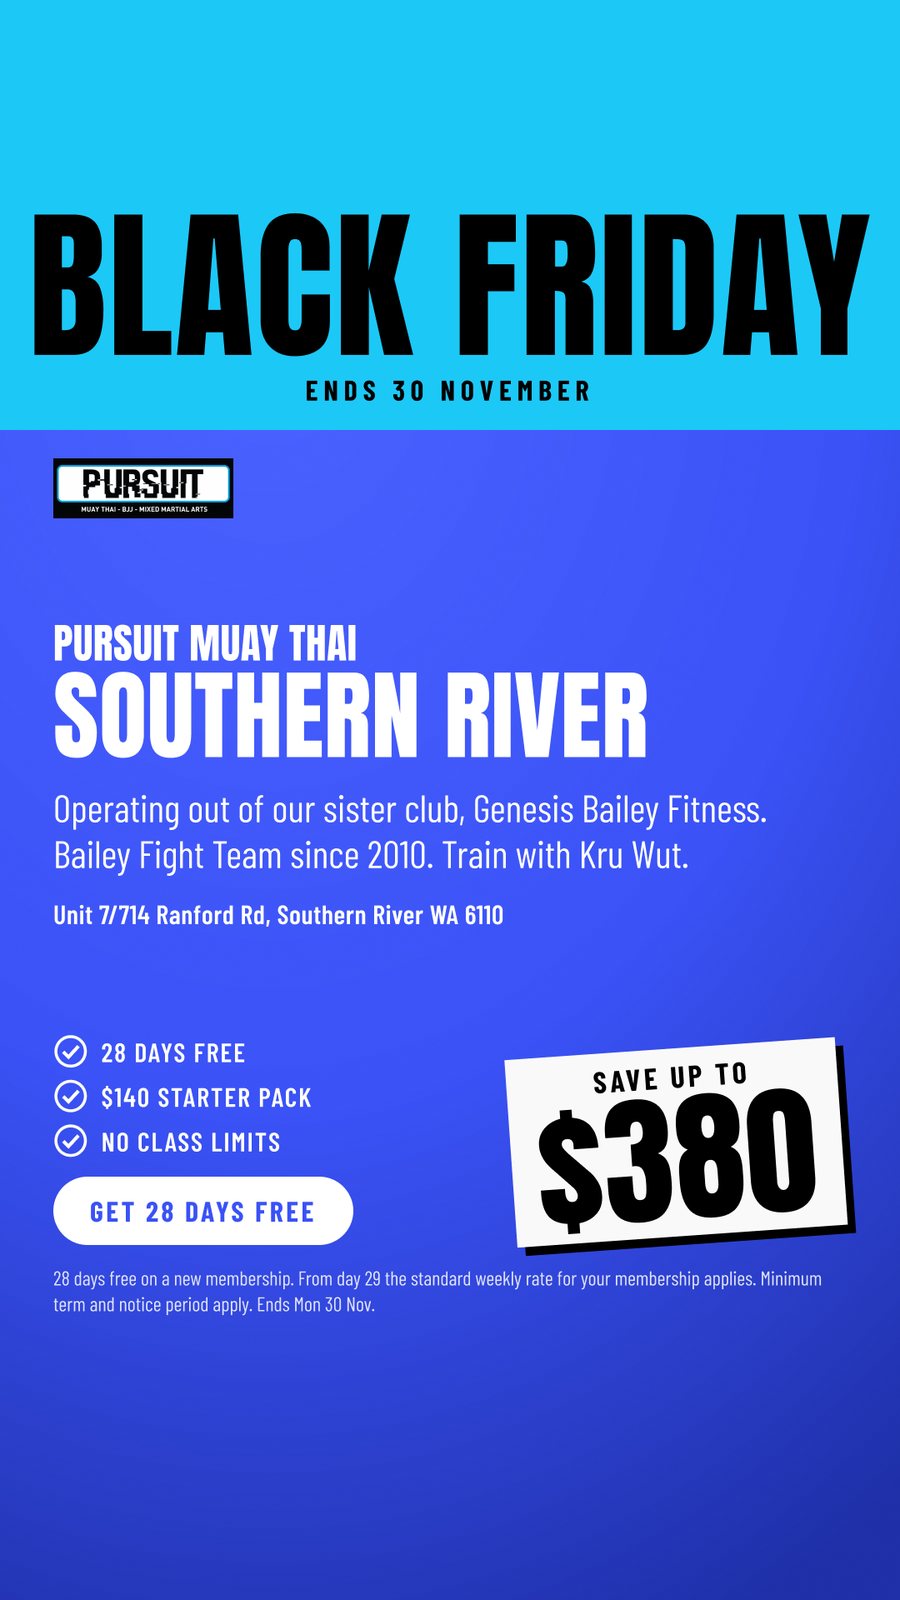 BLACK FRIDAY
ENDS 30 NOVEMBER
PURSUIT
MUAY THAI - BJJ - MIXED MARTIAL ARTS
PURSUIT MUAY THAI
SOUTHERN RIVER
Operating out of our sister club, Genesis Bailey Fitness.
Bailey Fight Team since 2010. Train with Kru Wut.
Unit 7/714 Ranford Rd, Southern River WA 6110
28 DAYS FREE
$140 STARTER PACK
NO CLASS LIMITS
GET 28 DAYS FREE
SAVE UP TO
$380
28 days free on a new membership. From day 29 the standard weekly rate for your membership applies. Minimum
term and notice period apply. Ends Mon 30 Nov.